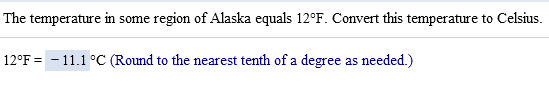 The temperature in some region of Alaska equals 12°F. Convert this temperature to Celsius.
12°F = − 11.1 °C (Round to the nearest tenth of a degree as needed.)